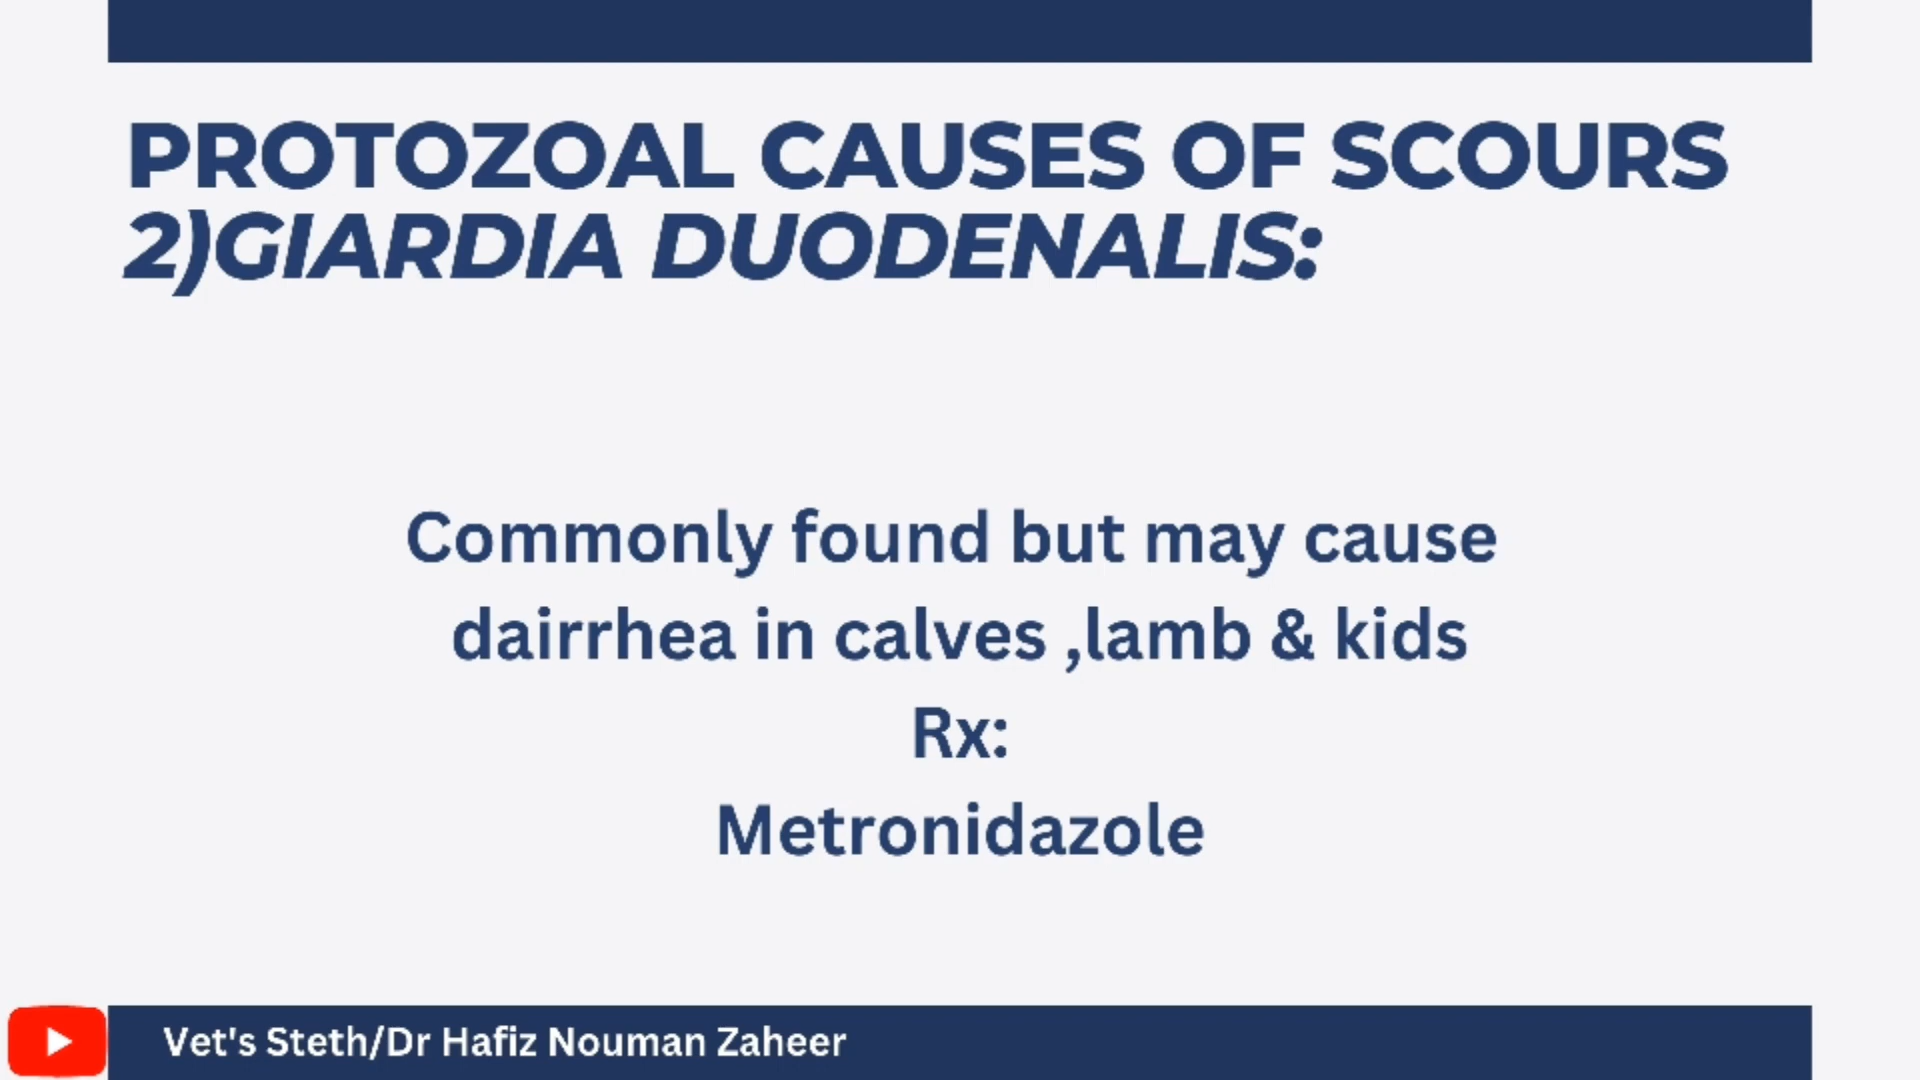 PROTOZOAL CAUSES OF SCOURS
2)GIARDIA DUODENALIS:
Commonly found but may cause
dairrhea in calves ,lamb & kids
Rx:
Metronidazole
Vet's Steth/Dr Hafiz Nouman Zaheer